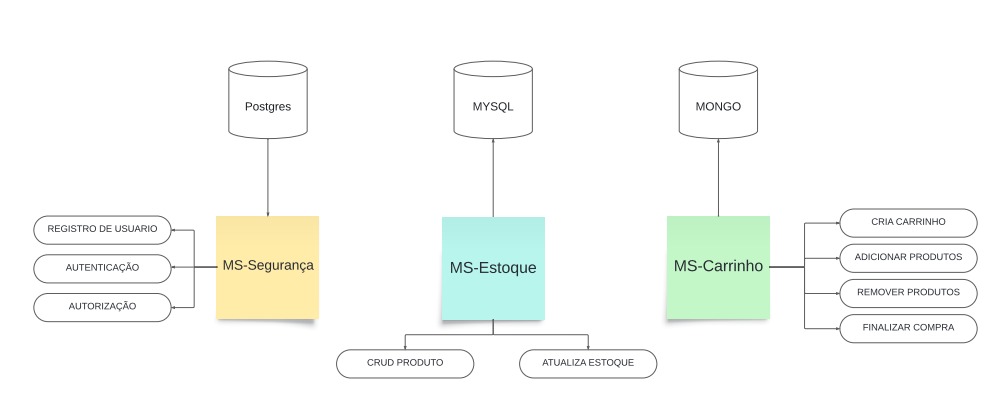 Postgres
MYSQL
MONGO
REGISTRO DE USUARIO
AUTENTICAÇÃO
AUTORIZAÇÃO
MS-Segurança
MS-Estoque
MS-Carrinho
CRIA CARRINHO
ADICIONAR PRODUTOS
REMOVER PRODUTOS
FINALIZAR COMPRA
CRUD PRODUTO
ATUALIZA ESTOQUE